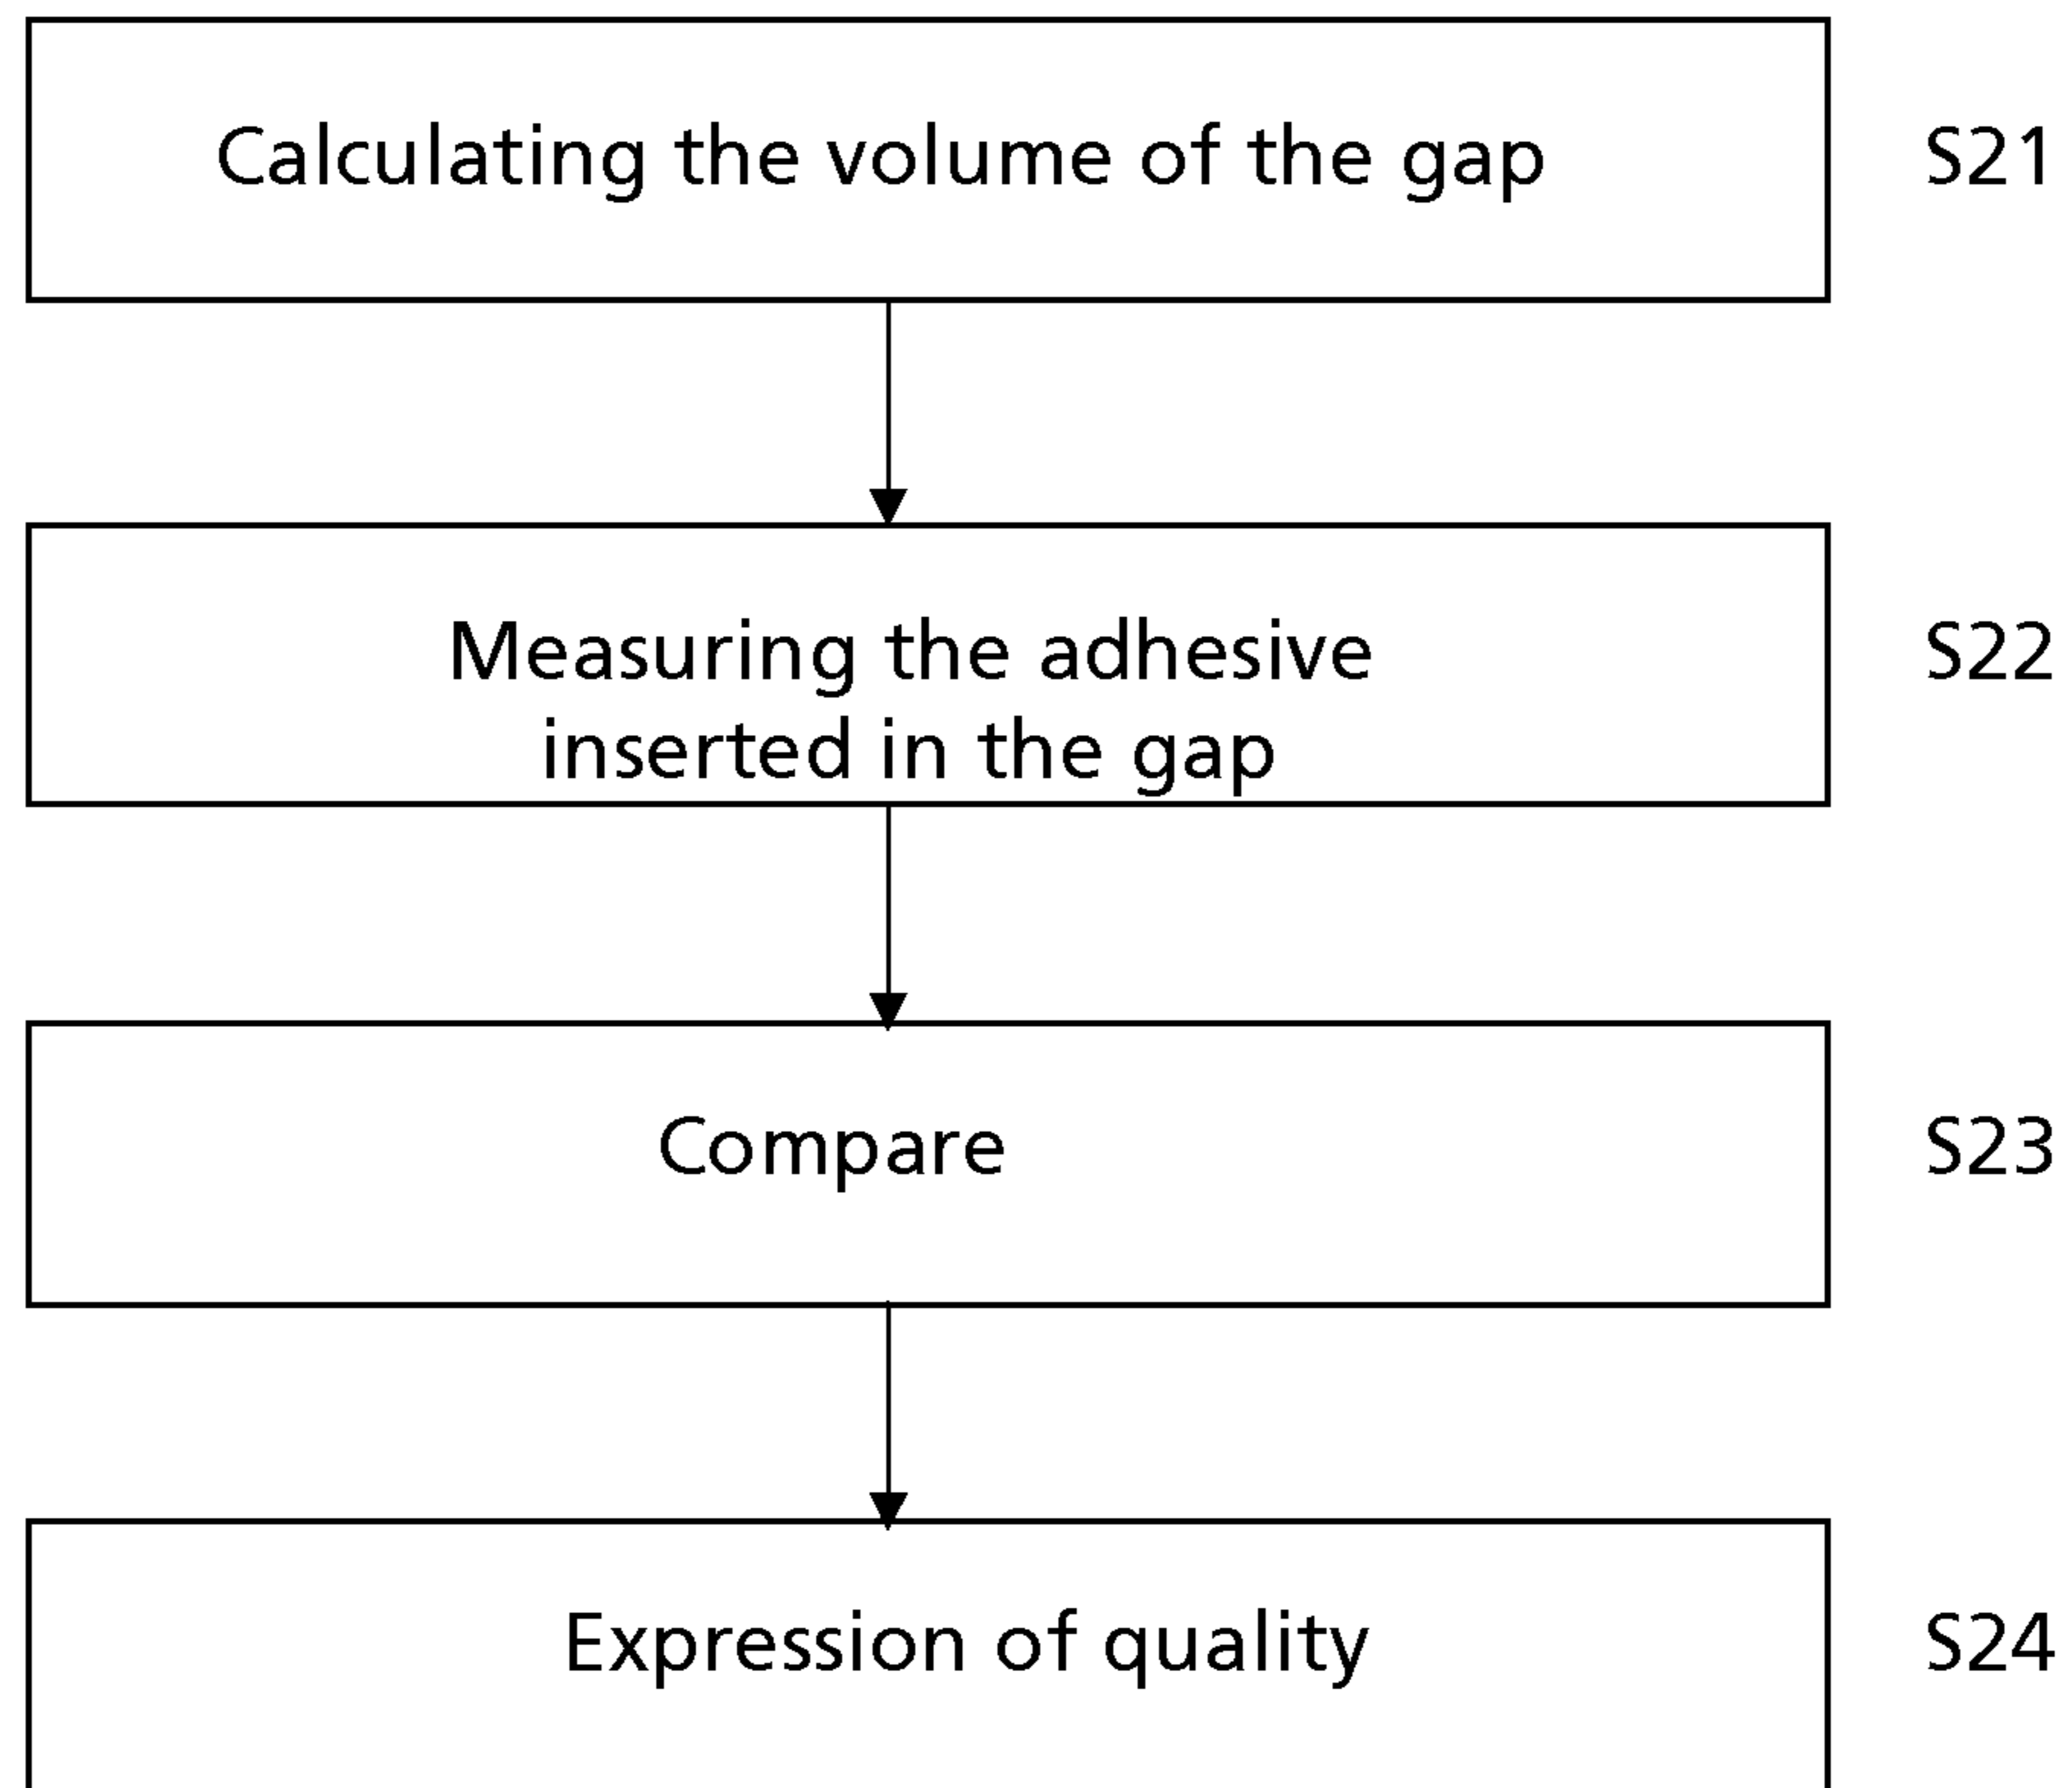 Calculating the volume of the gap S21
Measuring the adhesive S22
inserted in the gap
Compare S23
Expression of quality S24